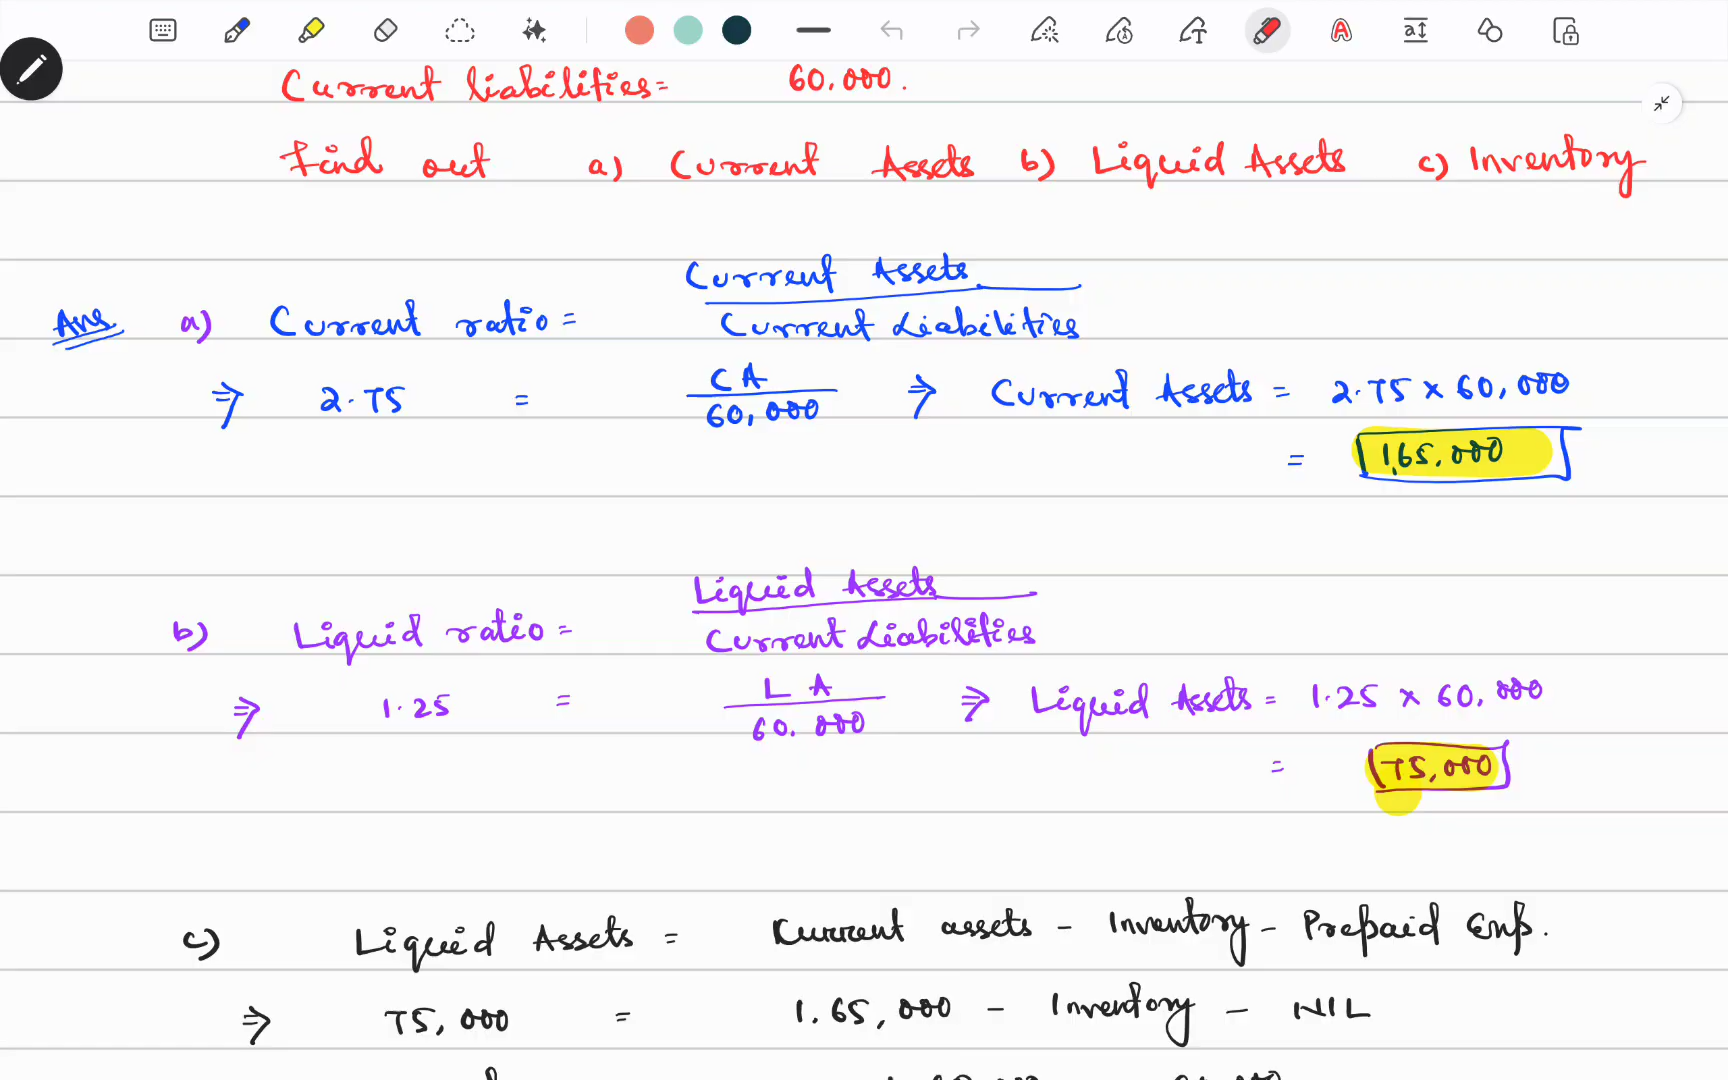 Current liabilities = 60,000.
Find out a) Current Assets b) Liquid Assets c) Inventory
Current Assets
Ans a) Current ratio =
Current Liabilities
CA
⇒ 2.75 = ⇒ Current Assets = 2.75 × 60,000
60,000
= 1,65,000
Liquid Assets
b) Liquid ratio =
Current Liabilities
L A
⇒ 1.25 = ⇒ Liquid Assets = 1.25 × 60,000
60,000
= 75,000
c) Liquid Assets = Current assets - Inventory - Prepaid Exp.
⇒ 75,000 = 1,65,000 - Inventory - NIL